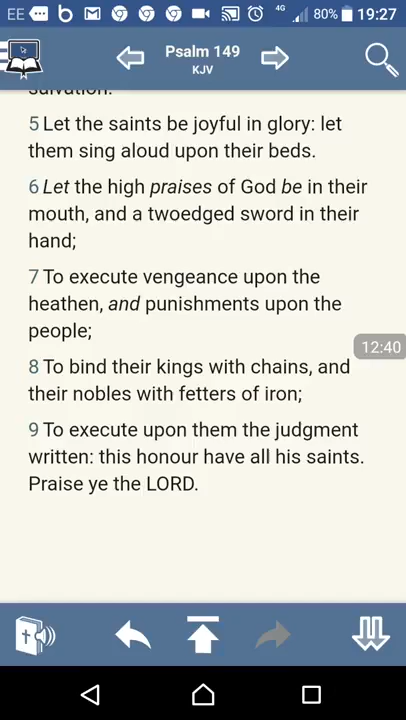 EE 4G 80% 19:27
Psalm 149
KJV
salvation.
5 Let the saints be joyful in glory: let
them sing aloud upon their beds.
6 Let the high praises of God be in their
mouth, and a twoedged sword in their
hand;
7 To execute vengeance upon the
heathen, and punishments upon the
people;
12:40
8 To bind their kings with chains, and
their nobles with fetters of iron;
9 To execute upon them the judgment
written: this honour have all his saints.
Praise ye the LORD.